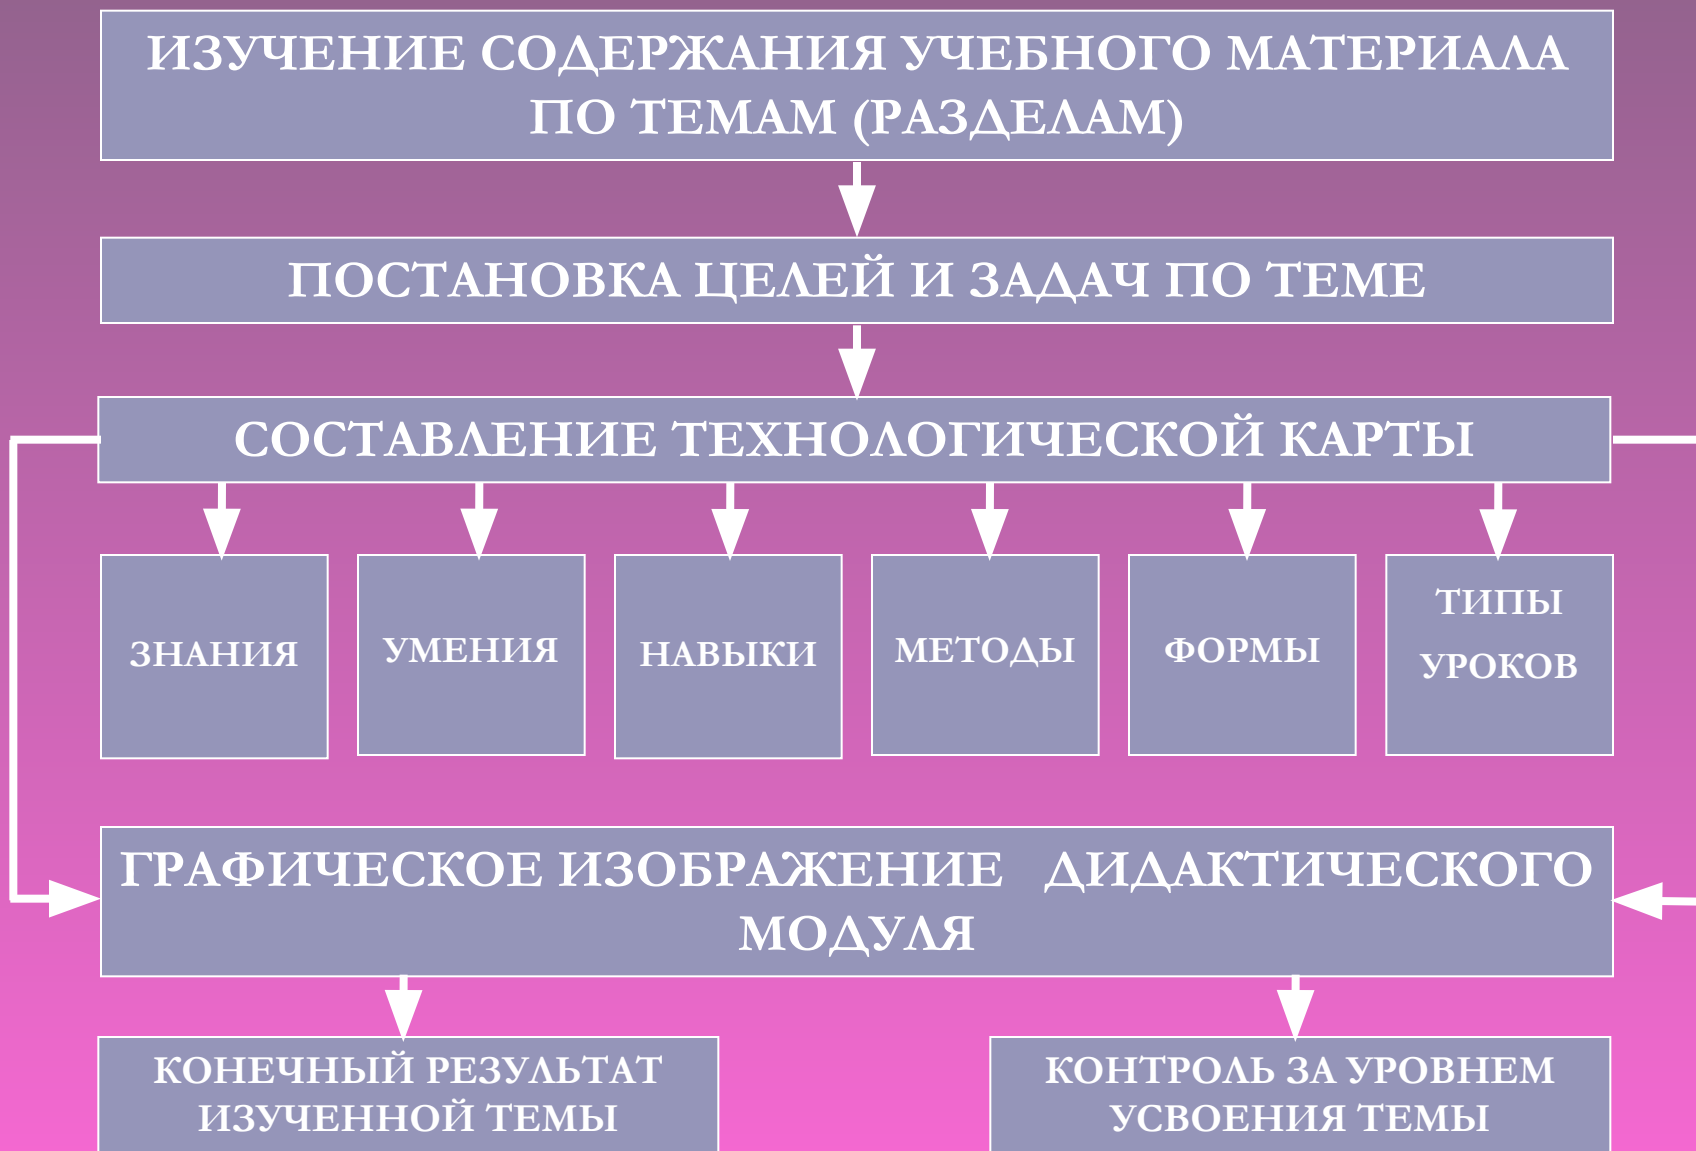 ИЗУЧЕНИЕ СОДЕРЖАНИЯ УЧЕБНОГО МАТЕРИАЛА
ПО ТЕМАМ (РАЗДЕЛАМ)
ПОСТАНОВКА ЦЕЛЕЙ И ЗАДАЧ ПО ТЕМЕ
СОСТАВЛЕНИЕ ТЕХНОЛОГИЧЕСКОЙ КАРТЫ
ЗНАНИЯ
УМЕНИЯ
НАВЫКИ
МЕТОДЫ
ФОРМЫ
ТИПЫ
УРОКОВ
ГРАФИЧЕСКОЕ ИЗОБРАЖЕНИЕ ДИДАКТИЧЕСКОГО
МОДУЛЯ
КОНЕЧНЫЙ РЕЗУЛЬТАТ
ИЗУЧЕННОЙ ТЕМЫ
КОНТРОЛЬ ЗА УРОВНЕМ
УСВОЕНИЯ ТЕМЫ